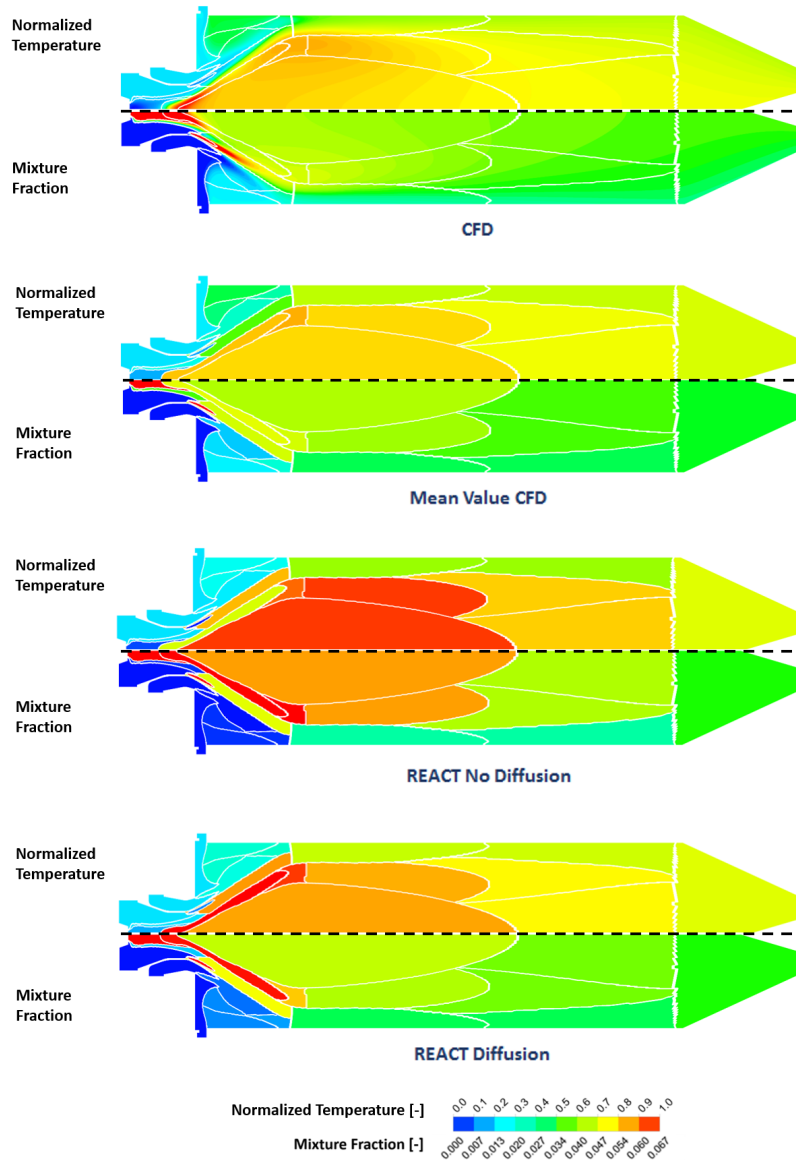 Normalized
Temperature
Mixture
Fraction
CFD
Normalized
Temperature
Mixture
Fraction
Mean Value CFD
Normalized
Temperature
Mixture
Fraction
REACT No Diffusion
Normalized
Temperature
Mixture
Fraction
REACT Diffusion
Normalized Temperature [-]
0.0 0.1 0.2 0.3 0.4 0.5 0.6 0.7 0.8 0.9 1.0
Mixture Fraction [-]
0.000 0.007 0.013 0.020 0.027 0.034 0.040 0.047 0.054 0.060 0.067